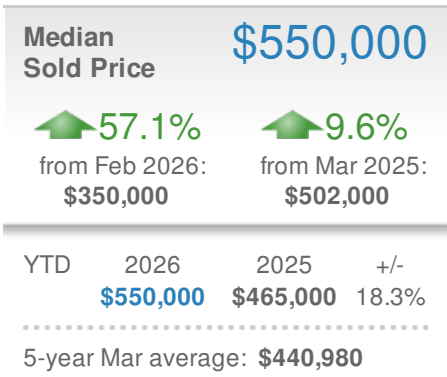 Median
Sold Price
$550,000
57.1%
from Feb 2026:
$350,000
9.6%
from Mar 2025:
$502,000
YTD 2026 2025 +/-
$550,000 $465,000 18.3%
5-year Mar average: $440,980